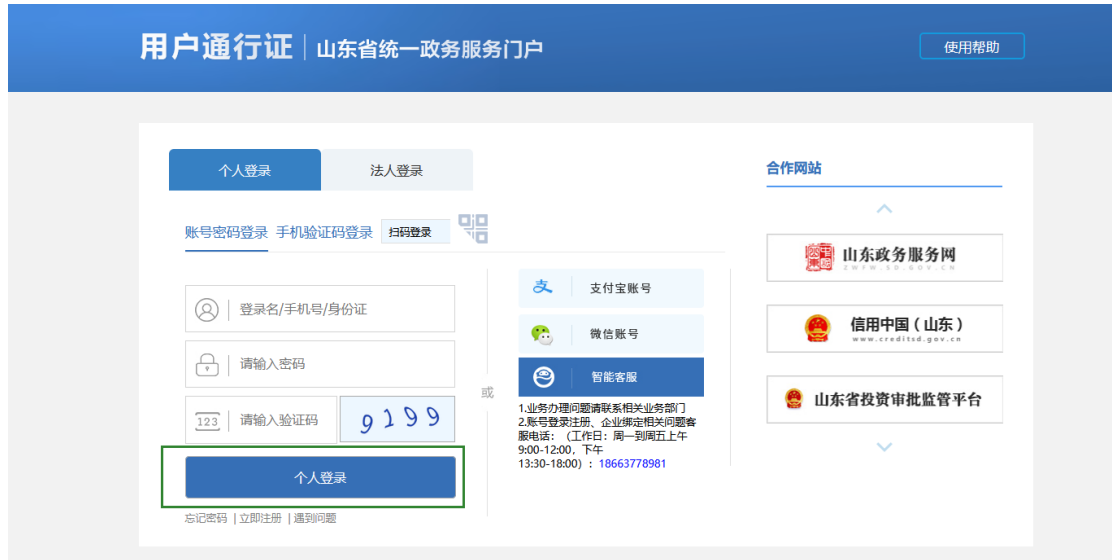 用户通行证 | 山东省统一政务服务门户
使用帮助
个人登录
法人登录
账号密码登录 手机验证码登录 扫码登录
登录名/手机号/身份证
请输入密码
123 请输入验证码 9199
个人登录
忘记密码 | 立即注册 | 遇到问题
或
支 支付宝账号
微信账号
智能客服
1.业务办理问题请联系相关业务部门
2.账号登录注册、企业绑定相关问题客
服电话：（工作日：周一到周五上午
9:00-12:00，下午
13:30-18:00）：18663778981
合作网站
山东政务服务网
ZWFW.SD.GOV.CN
信用中国（山东）
www.creditsd.gov.cn
山东省投资审批监管平台